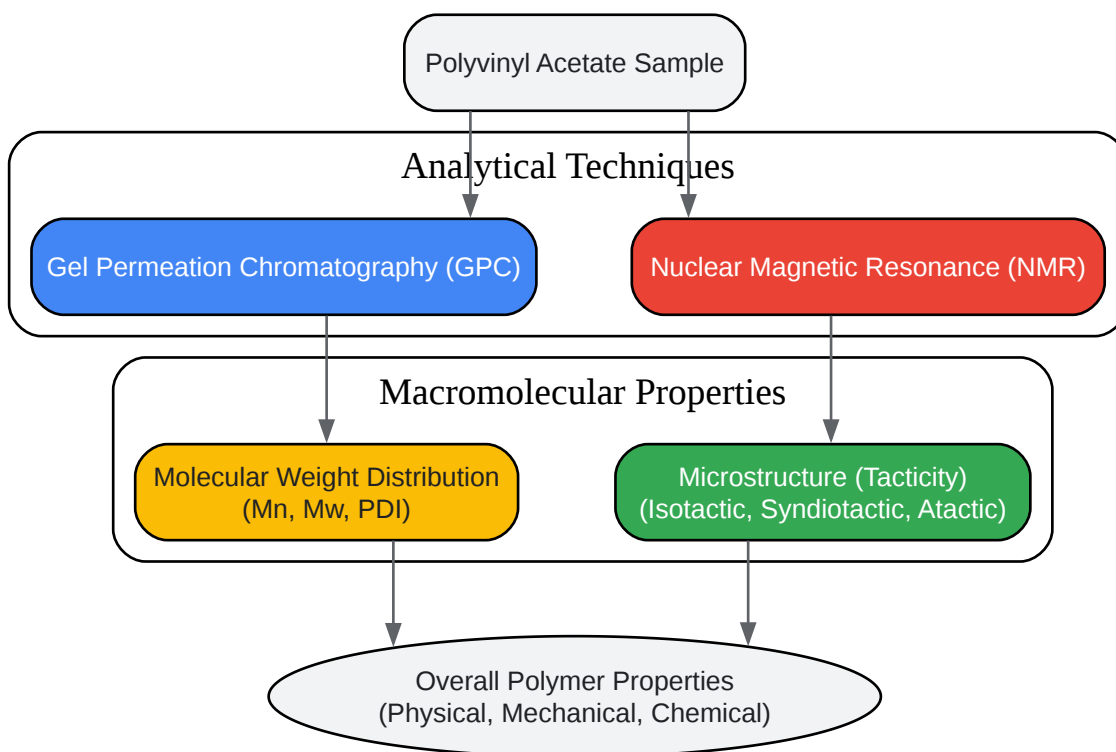 Polyvinyl Acetate Sample
Analytical Techniques
Gel Permeation Chromatography (GPC)
Nuclear Magnetic Resonance (NMR)
Macromolecular Properties
Molecular Weight Distribution
(Mn, Mw, PDI)
Microstructure (Tacticity)
(Isotactic, Syndiotactic, Atactic)
Overall Polymer Properties
(Physical, Mechanical, Chemical)